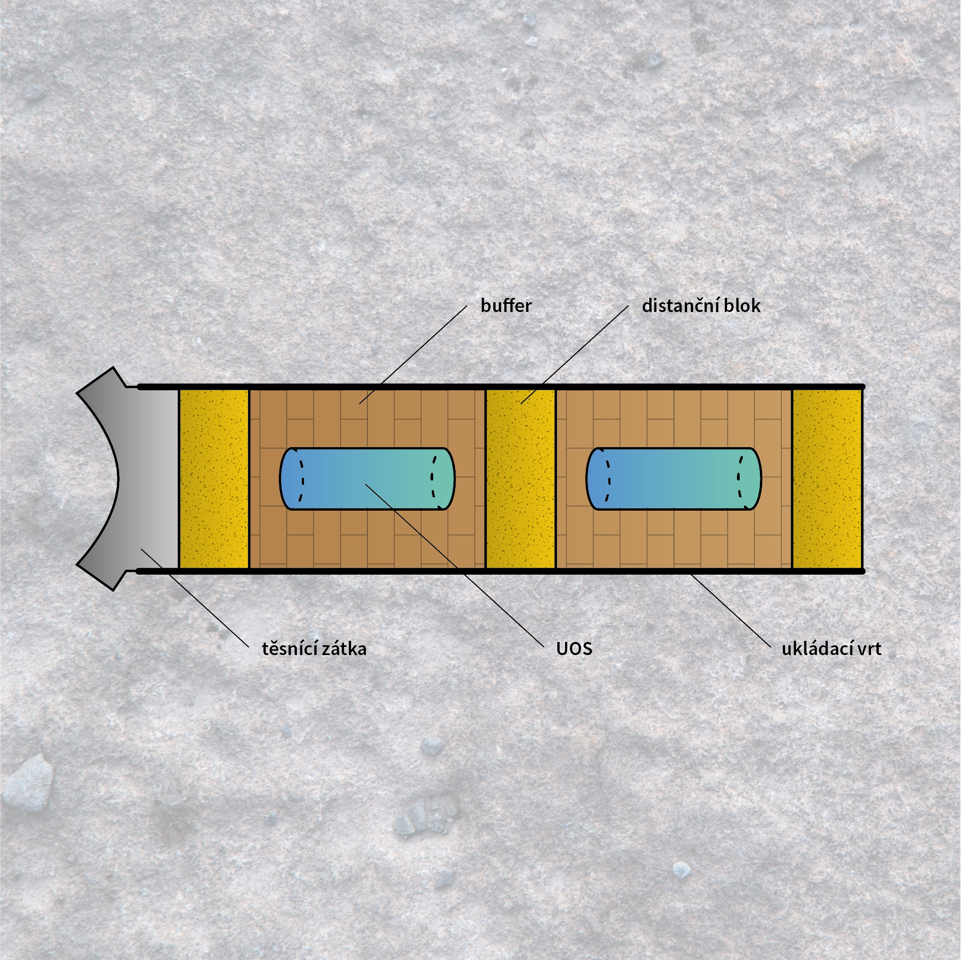 buffer
distanční blok
těsnící zátka
UOS
ukládací vrt